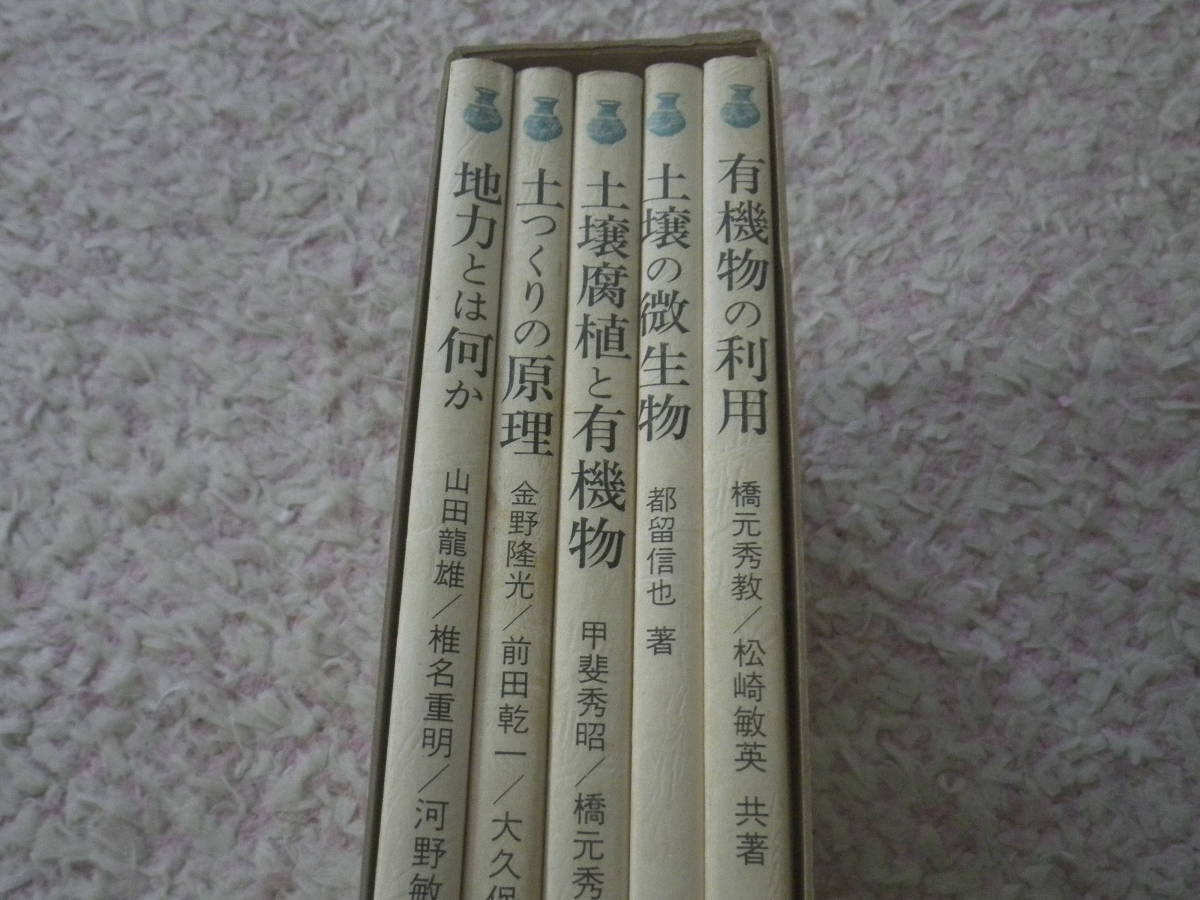 地力とは何か
山田龍雄/椎名重明/河野敏
土つくりの原理
金野隆光/前田乾一/大久保
土壌腐植と有機物
甲斐秀昭/橋元秀
土壌の微生物
都留信也 著
有機物の利用
橋元秀教/松崎敏英 共著